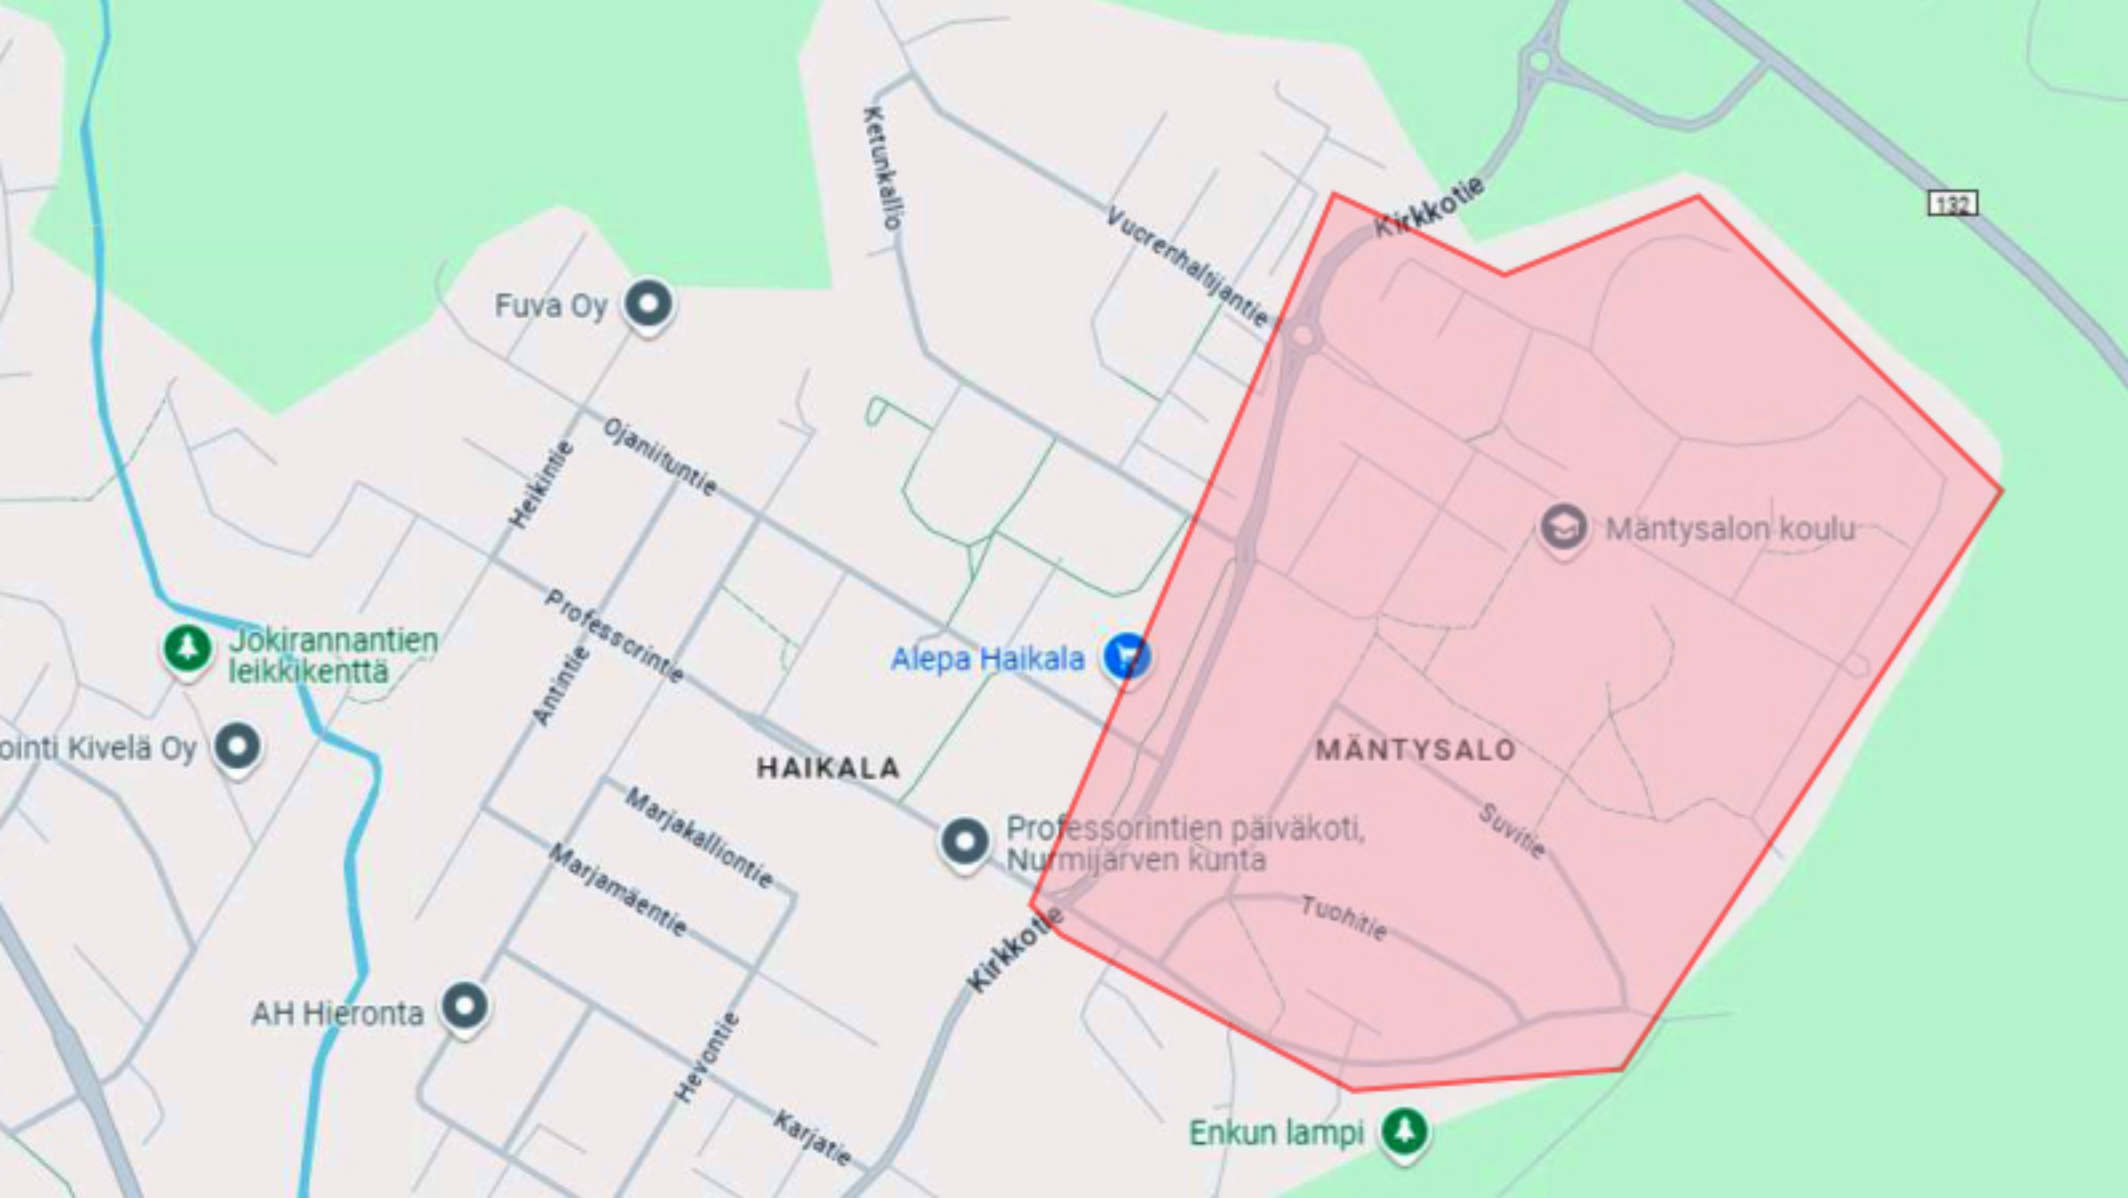 Ketunkallio
Kirkkotie
132
Vuorenhaltijantie
Fuva Oy
Ojaniituntie
Heikintie
Mäntysalon koulu
Professorintie
Jokirannantien
leikkikenttä
Alepa Haikala
Antintie
ointi Kivelä Oy
HAIKALA
MÄNTYSALO
Marjakalliontie
Professorintien päiväkoti,
Nurmijärven kunta
Suvitie
Marjamäentie
Tuohitie
Kirkkotie
AH Hieronta
Hevontie
Karjatie
Enkun lampi